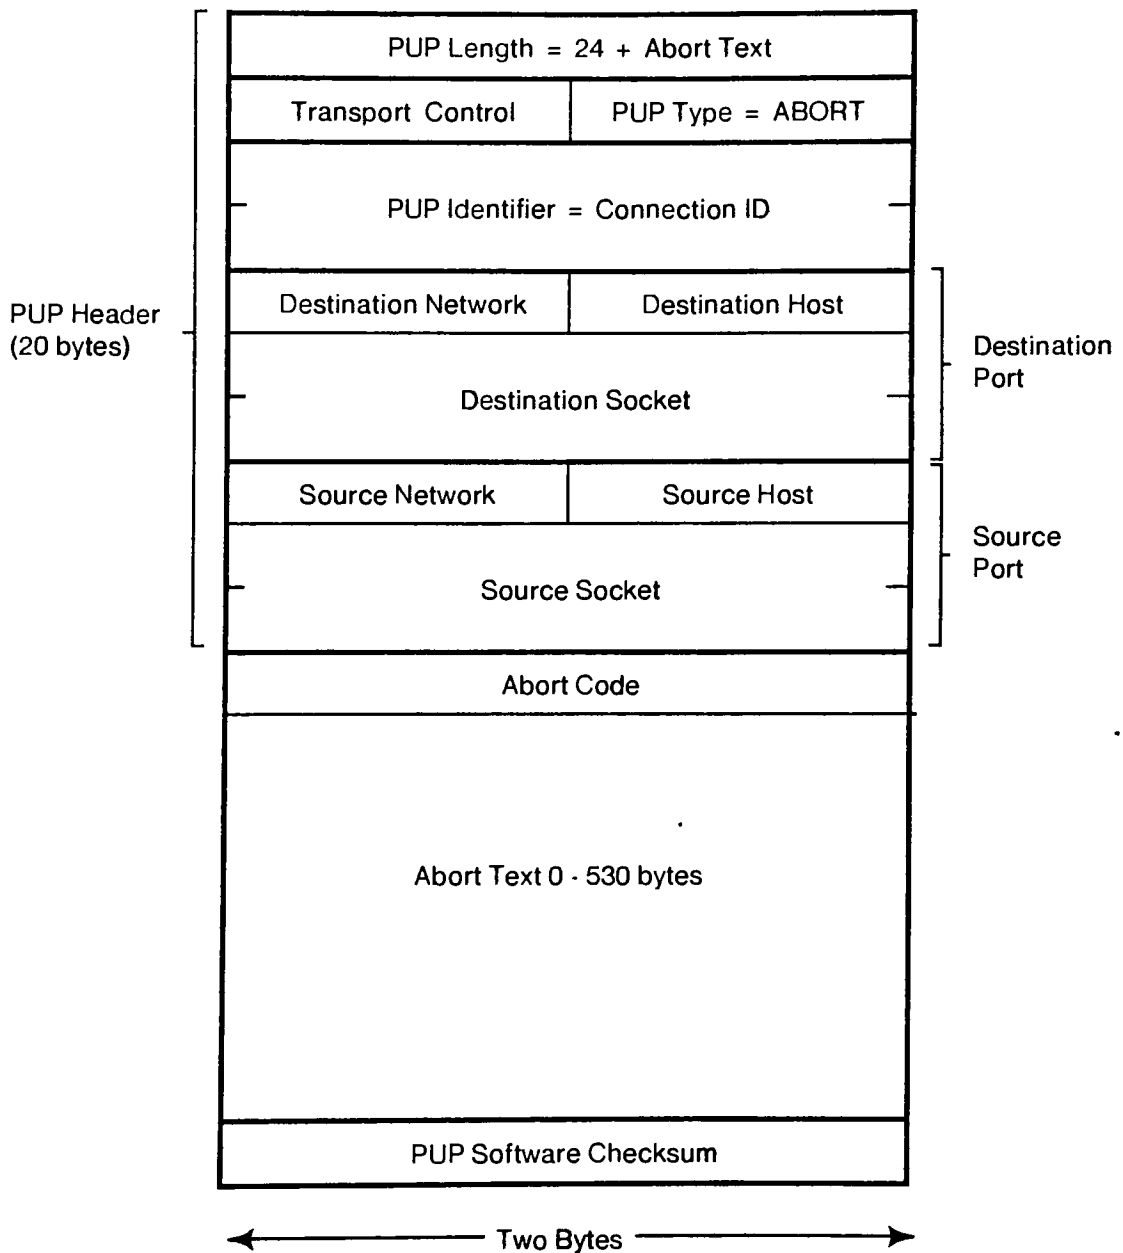 PUP Length = 24 + Abort Text
Transport Control
PUP Type = ABORT
PUP Identifier = Connection ID
Destination Network
Destination Host
PUP Header
(20 bytes)
Destination
Port
Destination Socket
Source Network
Source Host
Source
Port
Source Socket
Abort Code
Abort Text 0 - 530 bytes
PUP Software Checksum
Two Bytes